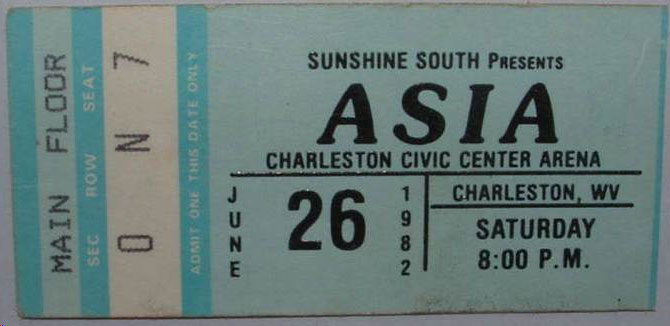 MAIN FLOOR
SEC ROW SEAT
O N 7
ADMIT ONE THIS DATE ONLY
SUNSHINE SOUTH PRESENTS
ASIA
CHARLESTON CIVIC CENTER ARENA
JUNE 26 1982
CHARLESTON, WV
SATURDAY
8:00 P.M.